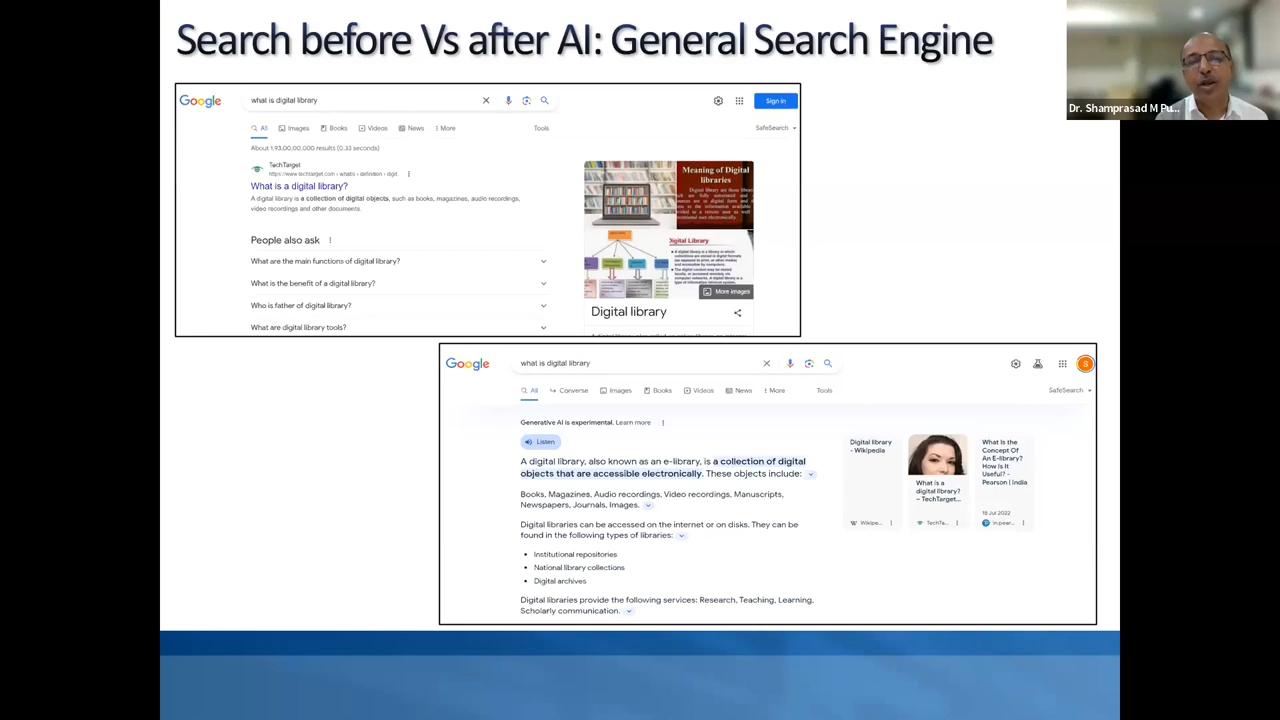 Search before Vs after AI: General Search Engine
Dr. Shamprasad M Pu...
Google
what is digital library
Sign in
All Images Books Videos News More Tools SafeSearch
About 1,93,00,00,000 results (0.33 seconds)
TechTarget
https://www.techtarget.com › whatis › definition › digit...
What is a digital library?
A digital library is a collection of digital objects, such as books, magazines, audio recordings,
video recordings and other documents.
People also ask
What are the main functions of digital library?
What is the benefit of a digital library?
Who is father of digital library?
What are digital library tools?
Meaning of Digital
libraries
Digital Library
More images
Digital library
Google
what is digital library
S
All Converse Images Books Videos News More Tools SafeSearch
Generative AI is experimental. Learn more
Listen
A digital library, also known as an e-library, is a collection of digital
objects that are accessible electronically. These objects include:
Books, Magazines, Audio recordings, Video recordings, Manuscripts,
Newspapers, Journals, Images.
Digital libraries can be accessed on the internet or on disks. They can be
found in the following types of libraries:
• Institutional repositories
• National library collections
• Digital archives
Digital libraries provide the following services: Research, Teaching, Learning,
Scholarly communication.
Digital library
- Wikipedia
W Wikipe...
What is a
digital library?
– TechTarget...
TechTa...
What Is the
Concept Of
An E-library?
How Is It
Useful? -
Pearson | India
18 Jul 2022
in.pear...